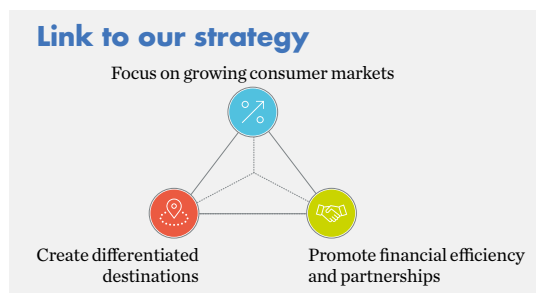 Link to our strategy
Focus on growing consumer markets
Create differentiated
destinations
Promote financial efficiency
and partnerships